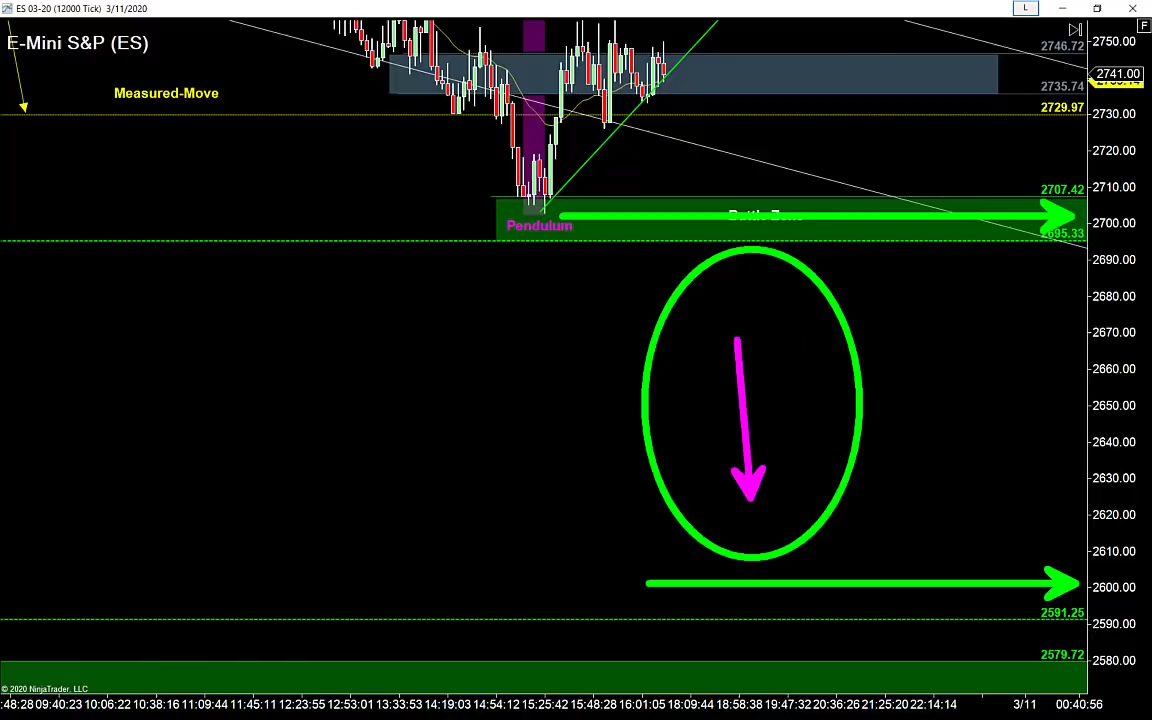 ES 03-20 (12000 Tick) 3/11/2020
L
F
E-Mini S&P (ES)
Measured-Move
2746.72
2735.74
2729.97
2707.42
Battle Zone
Pendulum
2695.33
2591.25
2579.72
2750.00
2741.00
2730.00
2720.00
2710.00
2700.00
2690.00
2680.00
2670.00
2660.00
2650.00
2640.00
2630.00
2620.00
2610.00
2600.00
2590.00
2580.00
© 2020 NinjaTrader, LLC
:48:28 09:40:23 10:06:22 10:38:16 11:09:44 11:45:11 12:23:55 12:53:01 13:33:53 14:19:03 14:54:12 15:25:42 15:48:28 16:01:05 18:09:44 18:58:38 19:47:32 20:36:26 21:25:20 22:14:14 3/11 00:40:56